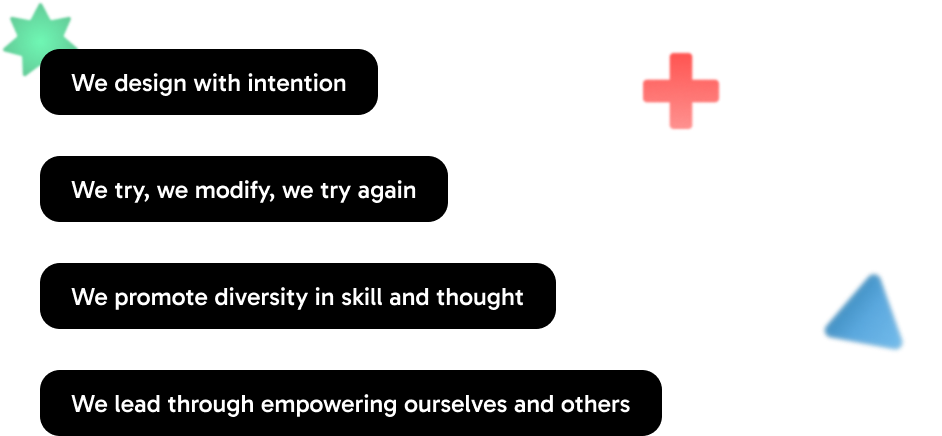 We design with intention
We try, we modify, we try again
We promote diversity in skill and thought
We lead through empowering ourselves and others